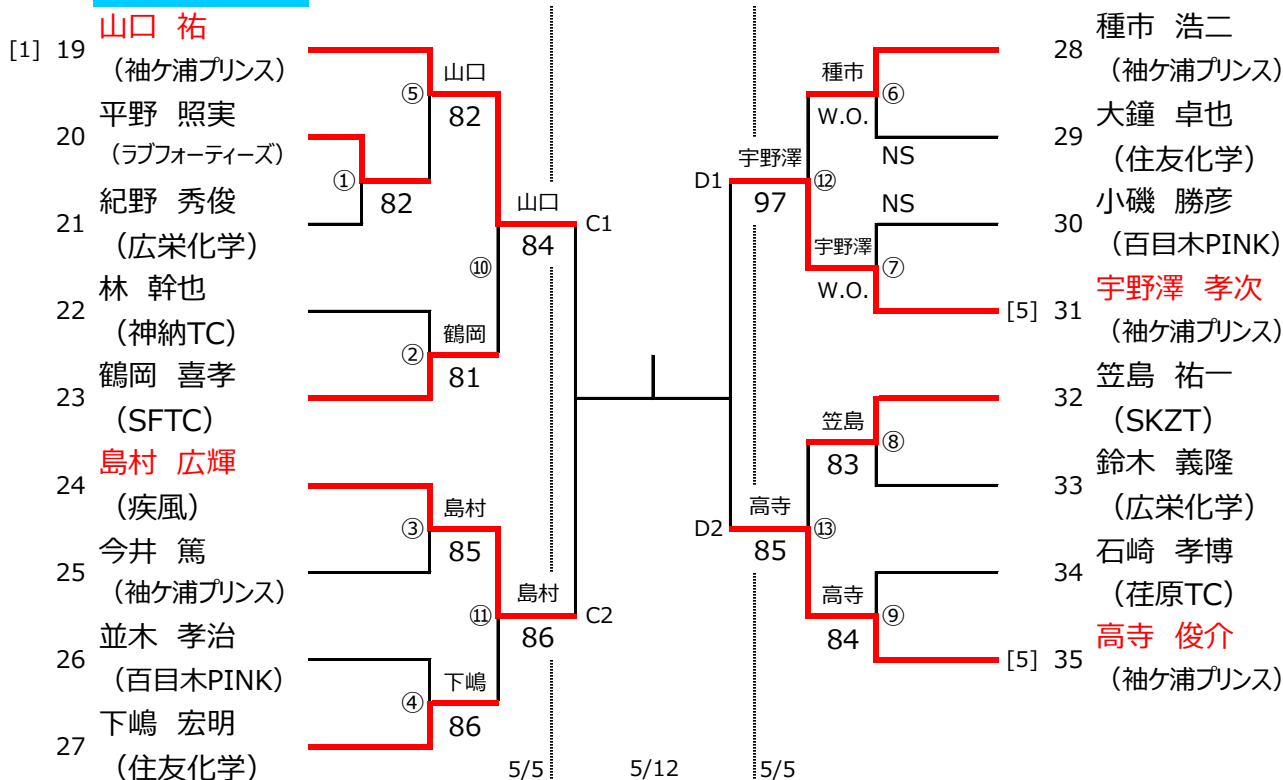 [1] 19 山口 祐
(袖ケ浦プリンス)
20 平野 照実
(ラブフォーティーズ)
21 紀野 秀俊
(広栄化学)
22 林 幹也
(神納TC)
23 鶴岡 喜孝
(SFTC)
24 島村 広輝
(疾風)
25 今井 篤
(袖ケ浦プリンス)
26 並木 孝治
(百目木PINK)
27 下嶋 宏明
(住友化学)
① 82
⑤ 山口
82
② 鶴岡
81
③ 島村
85
④ 下嶋
86
⑩ 山口
84
C1
⑪ 島村
86
C2
5/5
5/12
5/5
D1
宇野澤
97
⑫
D2
高寺
85
⑬
種市
W.O.
⑥
NS
NS
宇野澤
W.O.
⑦
笠島
83
⑧
高寺
84
⑨
28 種市 浩二
(袖ケ浦プリンス)
29 大鐘 卓也
(住友化学)
30 小磯 勝彦
(百目木PINK)
[5] 31 宇野澤 孝次
(袖ケ浦プリンス)
32 笠島 祐一
(SKZT)
33 鈴木 義隆
(広栄化学)
34 石崎 孝博
(荏原TC)
[5] 35 高寺 俊介
(袖ケ浦プリンス)